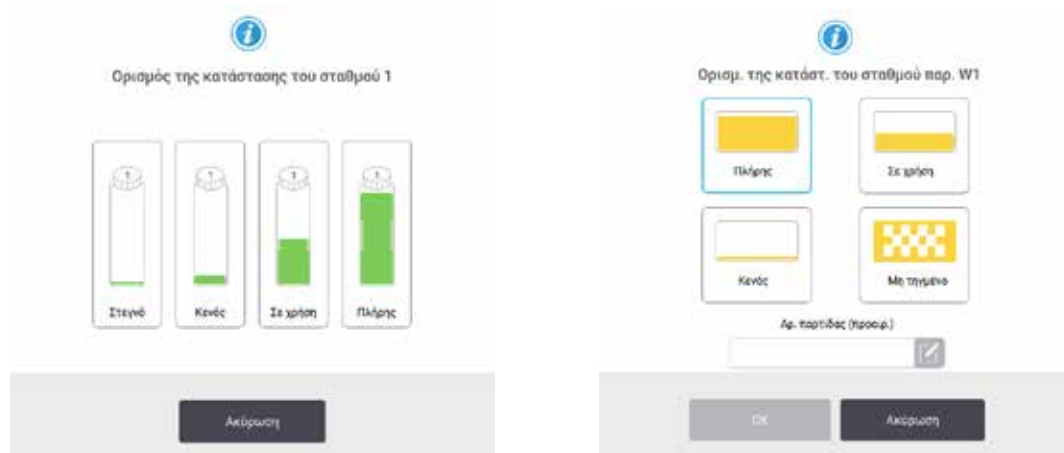 Ορισμός της κατάστασης του σταθμού 1
1 1 1 1
Στεγνό Κενός Σε χρήση Πλήρης
Ακύρωση
Ορισμ. της κατάστ. του σταθμού παρ. W1
Πλήρης Σε χρήση
Κενός Μη τηγμένο
Αρ. παρτίδας (προαιρ.)
OK Ακύρωση